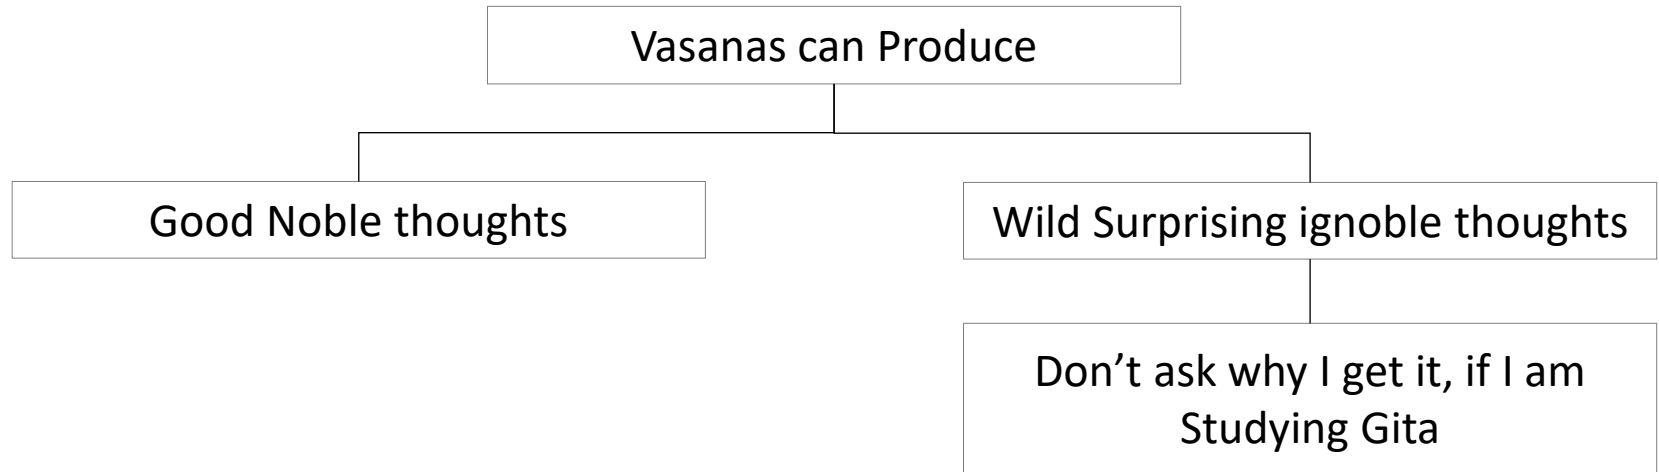 Vasanas can Produce
Good Noble thoughts
Wild Surprising ignoble thoughts
Don’t ask why I get it, if I am
Studying Gita